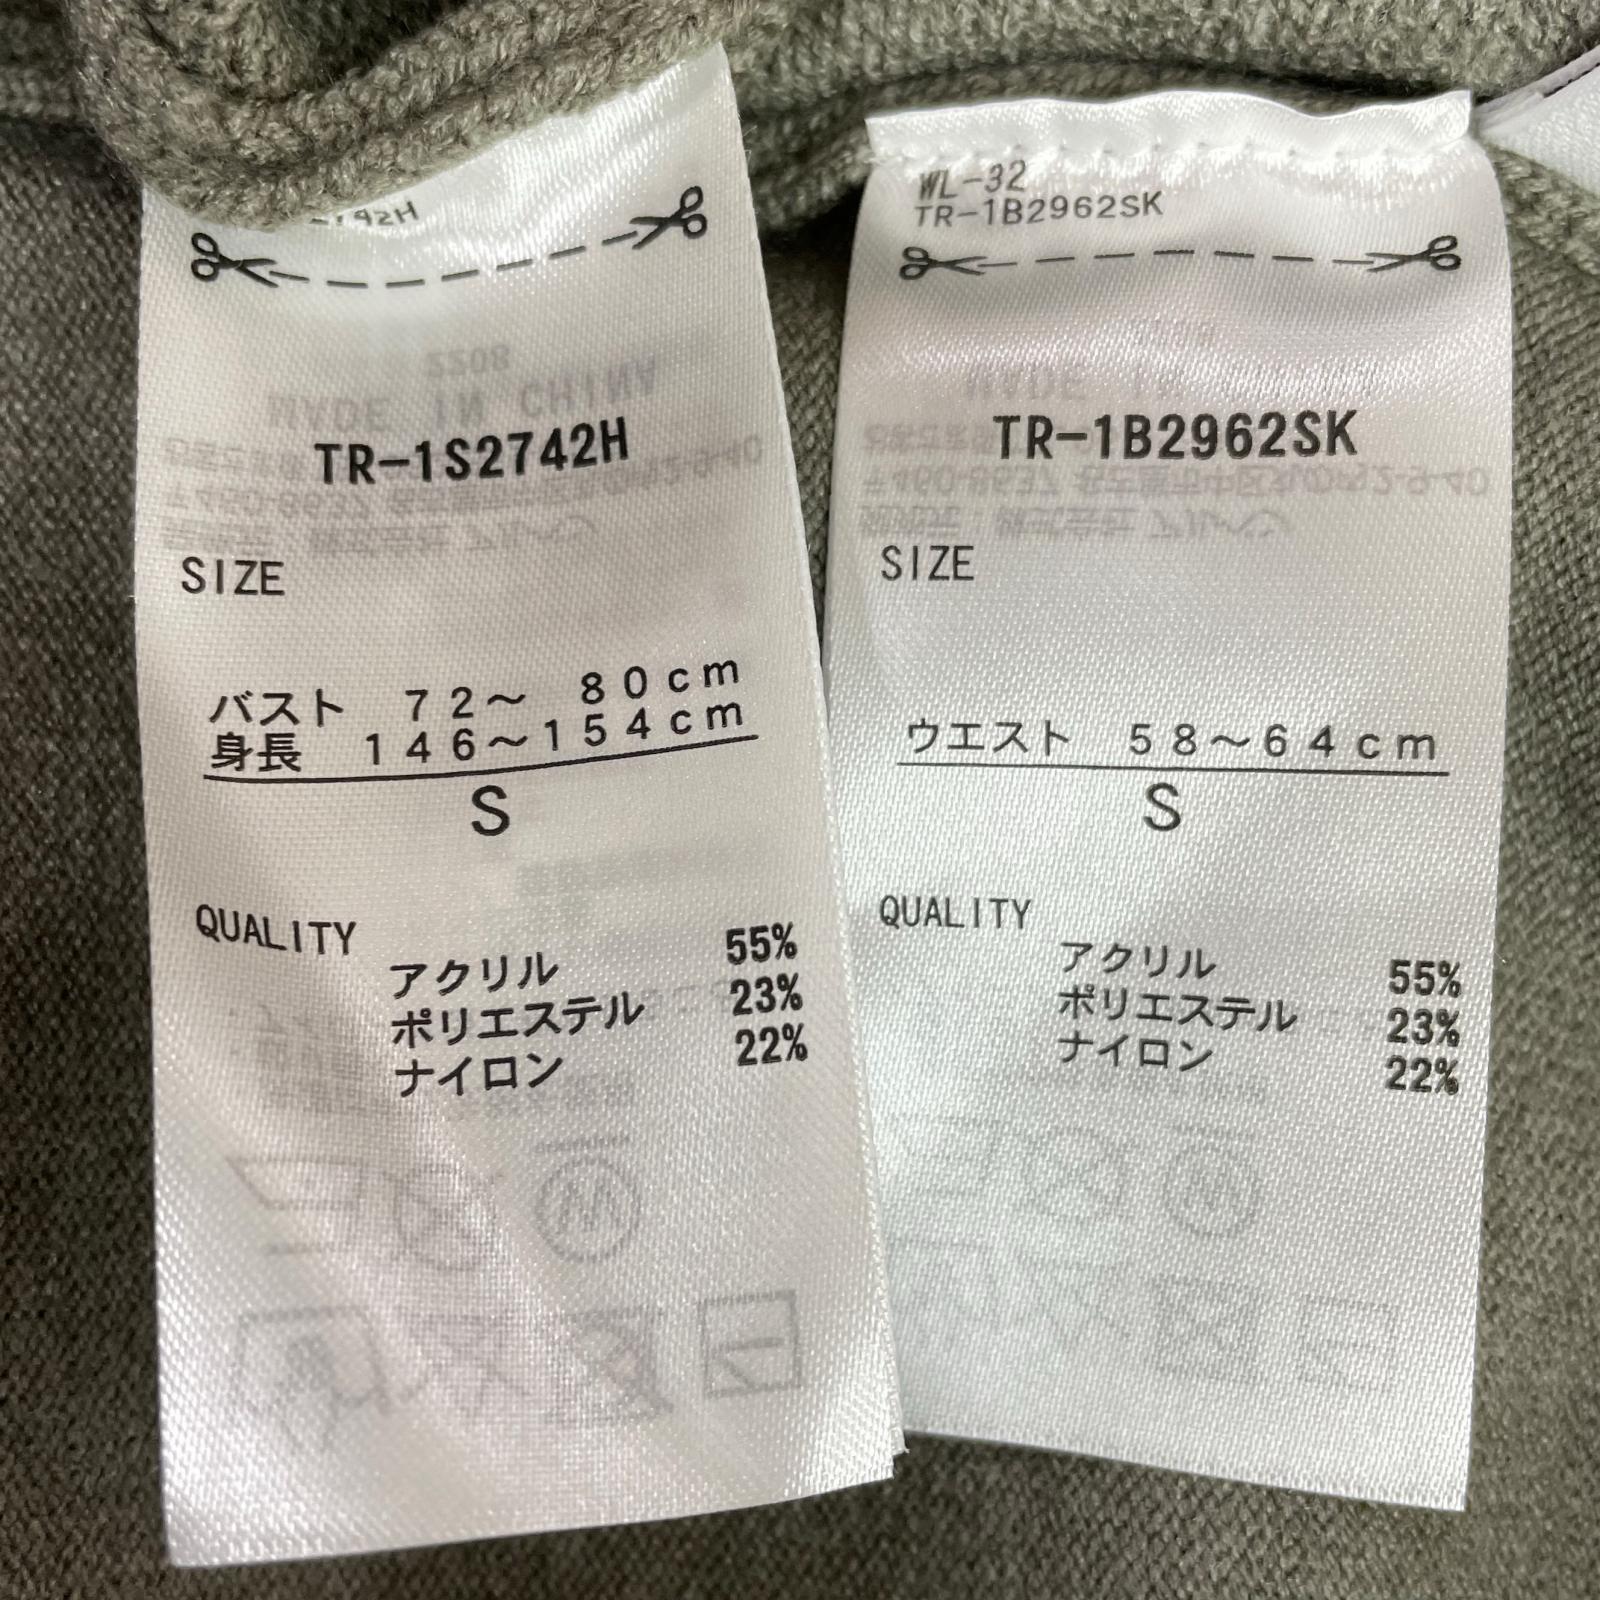 TR-1S2742H
SIZE
バスト 72～ 80cm
身長 146～154cm
S
QUALITY
アクリル 55%
ポリエステル 23%
ナイロン 22%
WL-32
TR-1B2962SK
TR-1B2962SK
SIZE
ウエスト 58～64cm
S
QUALITY
アクリル 55%
ポリエステル 23%
ナイロン 22%